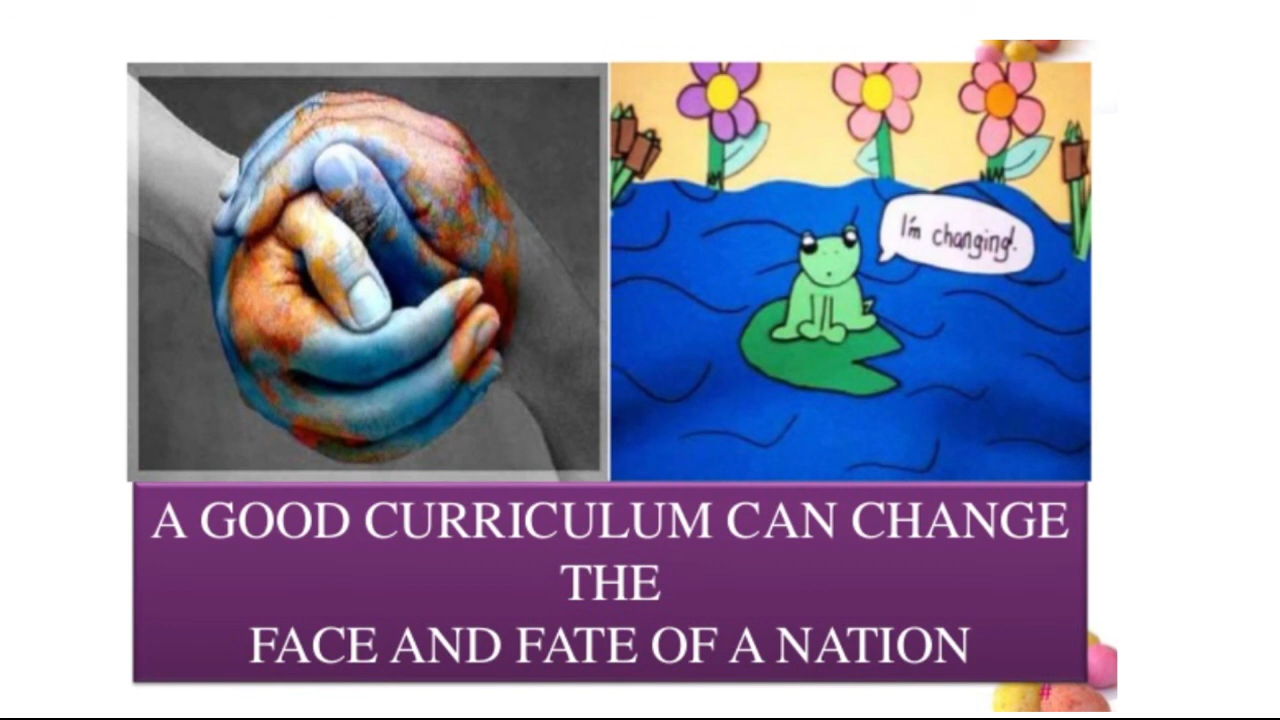 I'm changing!
A GOOD CURRICULUM CAN CHANGE
THE
FACE AND FATE OF A NATION
#